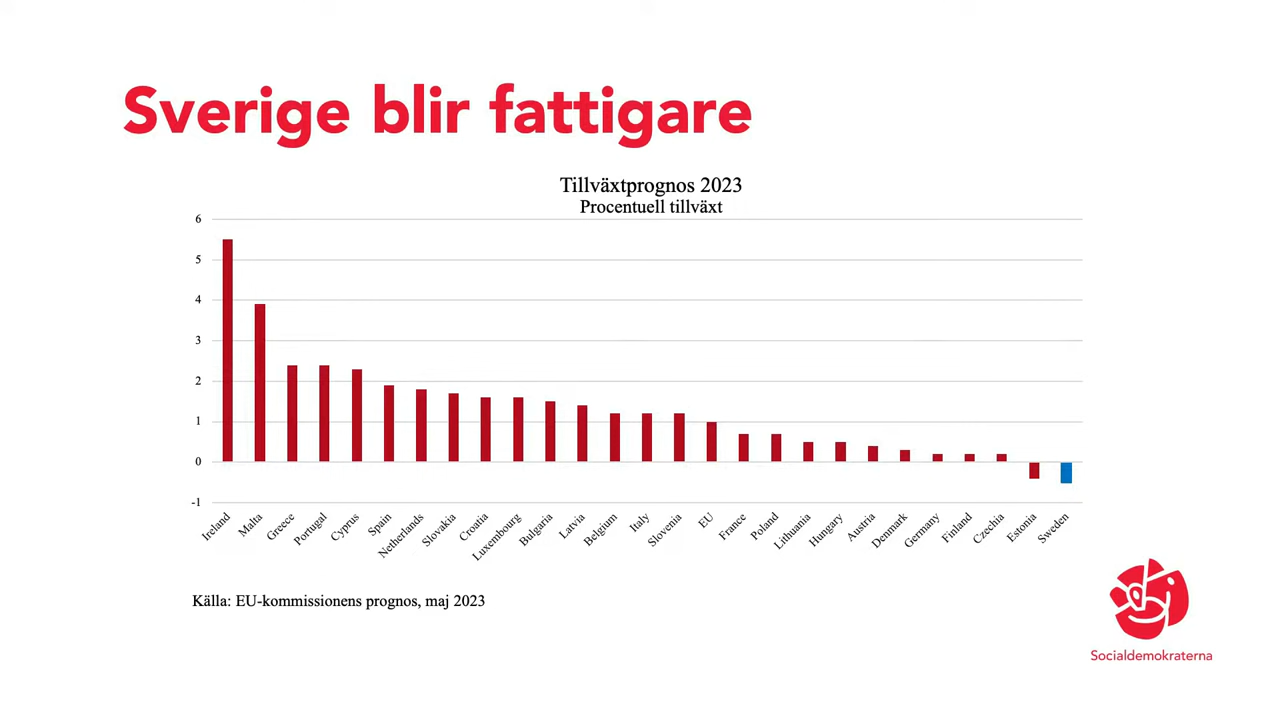 Sverige blir fattigare
Tillväxtprognos 2023
Procentuell tillväxt
6
5
4
3
2
1
0
-1
Ireland
Malta
Greece
Portugal
Cyprus
Spain
Netherlands
Slovakia
Croatia
Luxembourg
Bulgaria
Latvia
Belgium
Italy
Slovenia
EU
France
Poland
Lithuania
Hungary
Austria
Denmark
Germany
Finland
Czechia
Estonia
Sweden
Källa: EU-kommissionens prognos, maj 2023
Socialdemokraterna